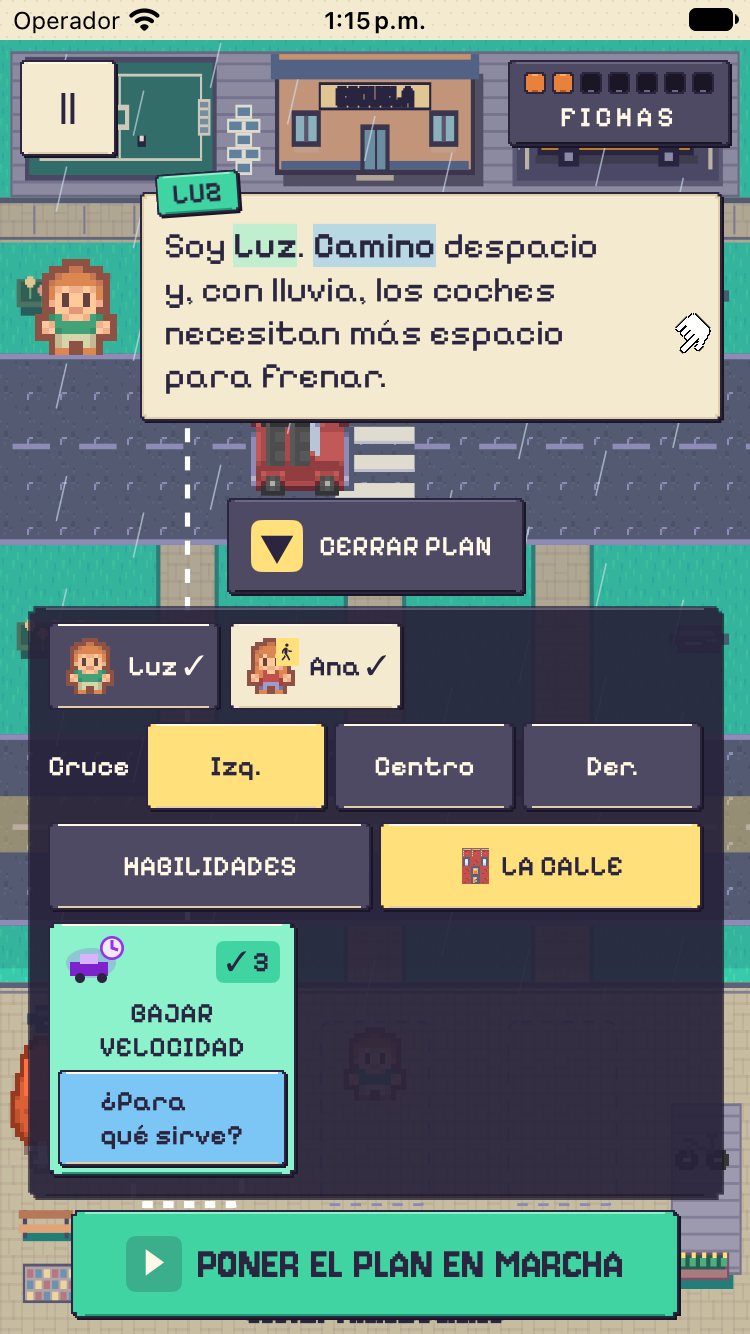 Operador
1:15 p.m.
ESCUELA
FICHAS
LUZ
Soy Luz. Camino despacio
y, con lluvia, los coches
necesitan más espacio
para frenar.
CERRAR PLAN
Luz ✓
Ana ✓
Cruce
Izq.
Centro
Der.
HABILIDADES
LA CALLE
✓ 3
BAJAR
VELOCIDAD
¿Para
qué sirve?
PONER EL PLAN EN MARCHA